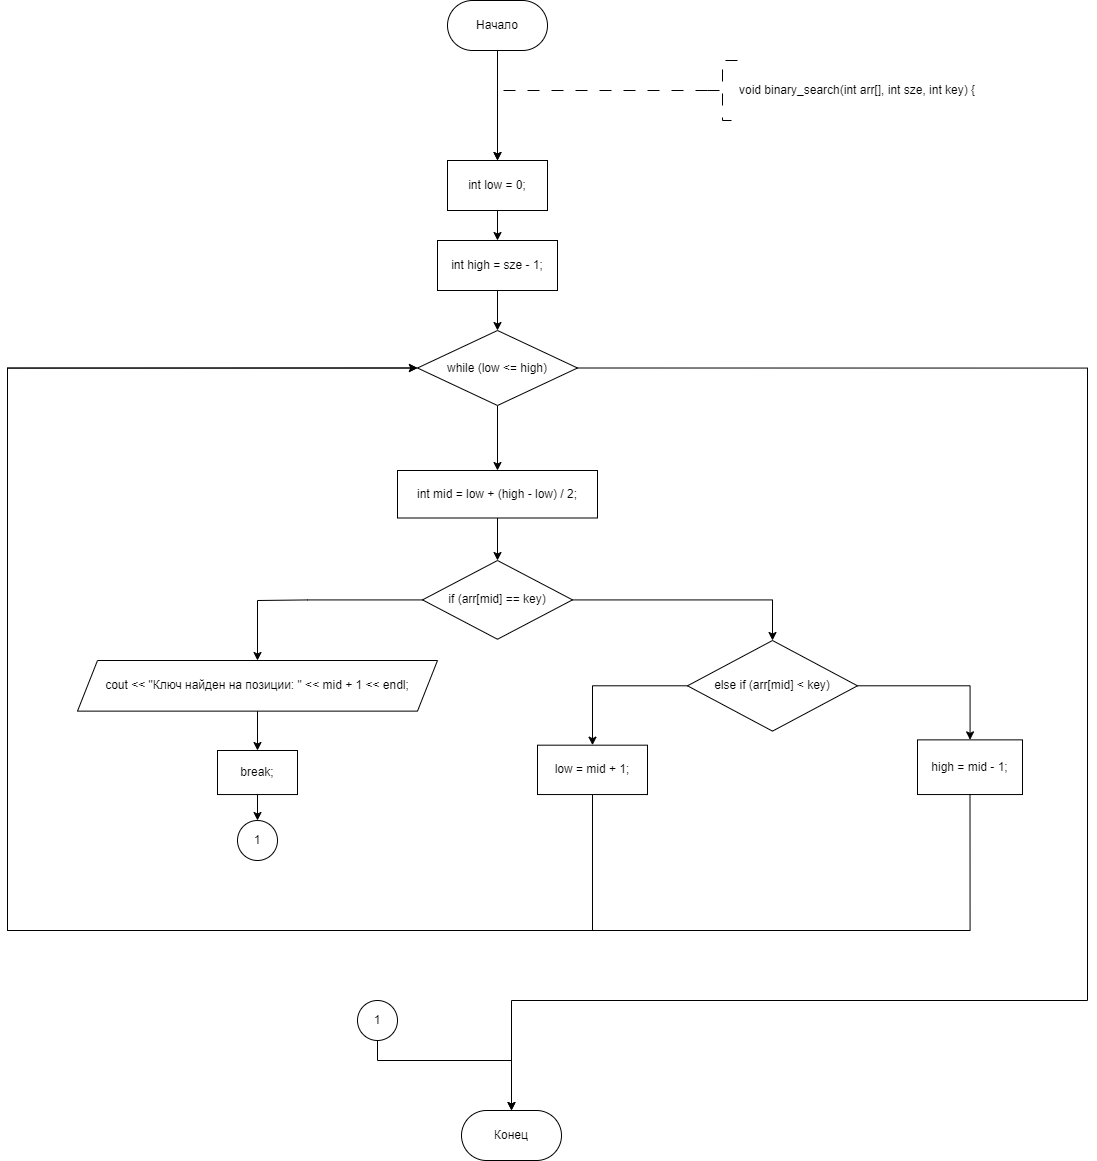 Начало
void binary_search(int arr[], int sze, int key) {
int low = 0;
int high = sze - 1;
while (low <= high)
int mid = low + (high - low) / 2;
if (arr[mid] == key)
cout << "Ключ найден на позиции: " << mid + 1 << endl;
else if (arr[mid] < key)
break;
low = mid + 1;
high = mid - 1;
1
1
Конец